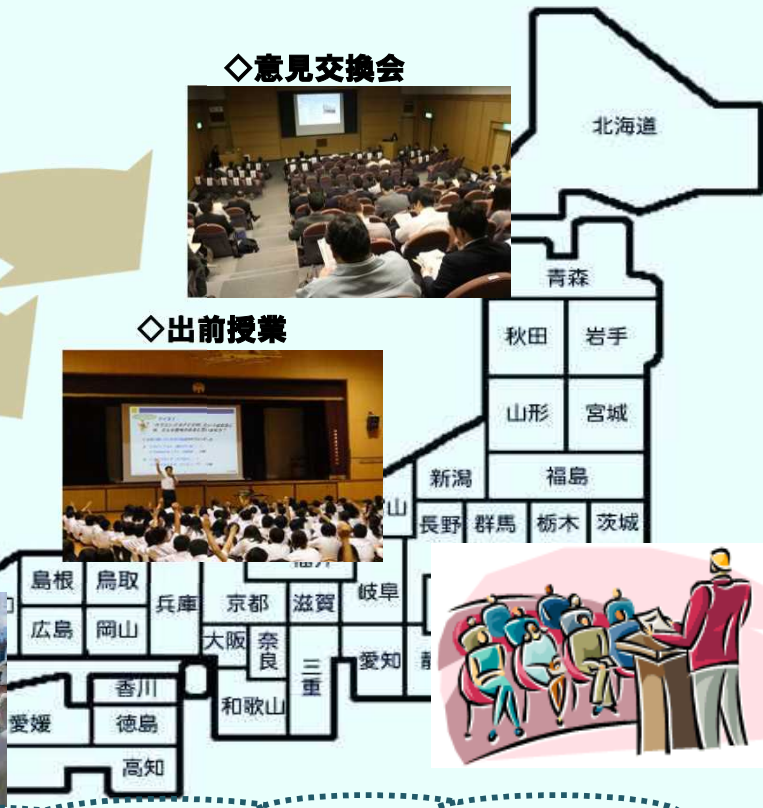 ◇意見交換会
北海道
青森
◇出前授業
秋田 岩手
山形 宮城
新潟 福島
山
長野 群馬 栃木 茨城
島根 鳥取 兵庫 京都 滋賀 岐阜
広島 岡山 大阪 奈良 三重 愛知
香川 和歌山
愛媛 徳島
高知